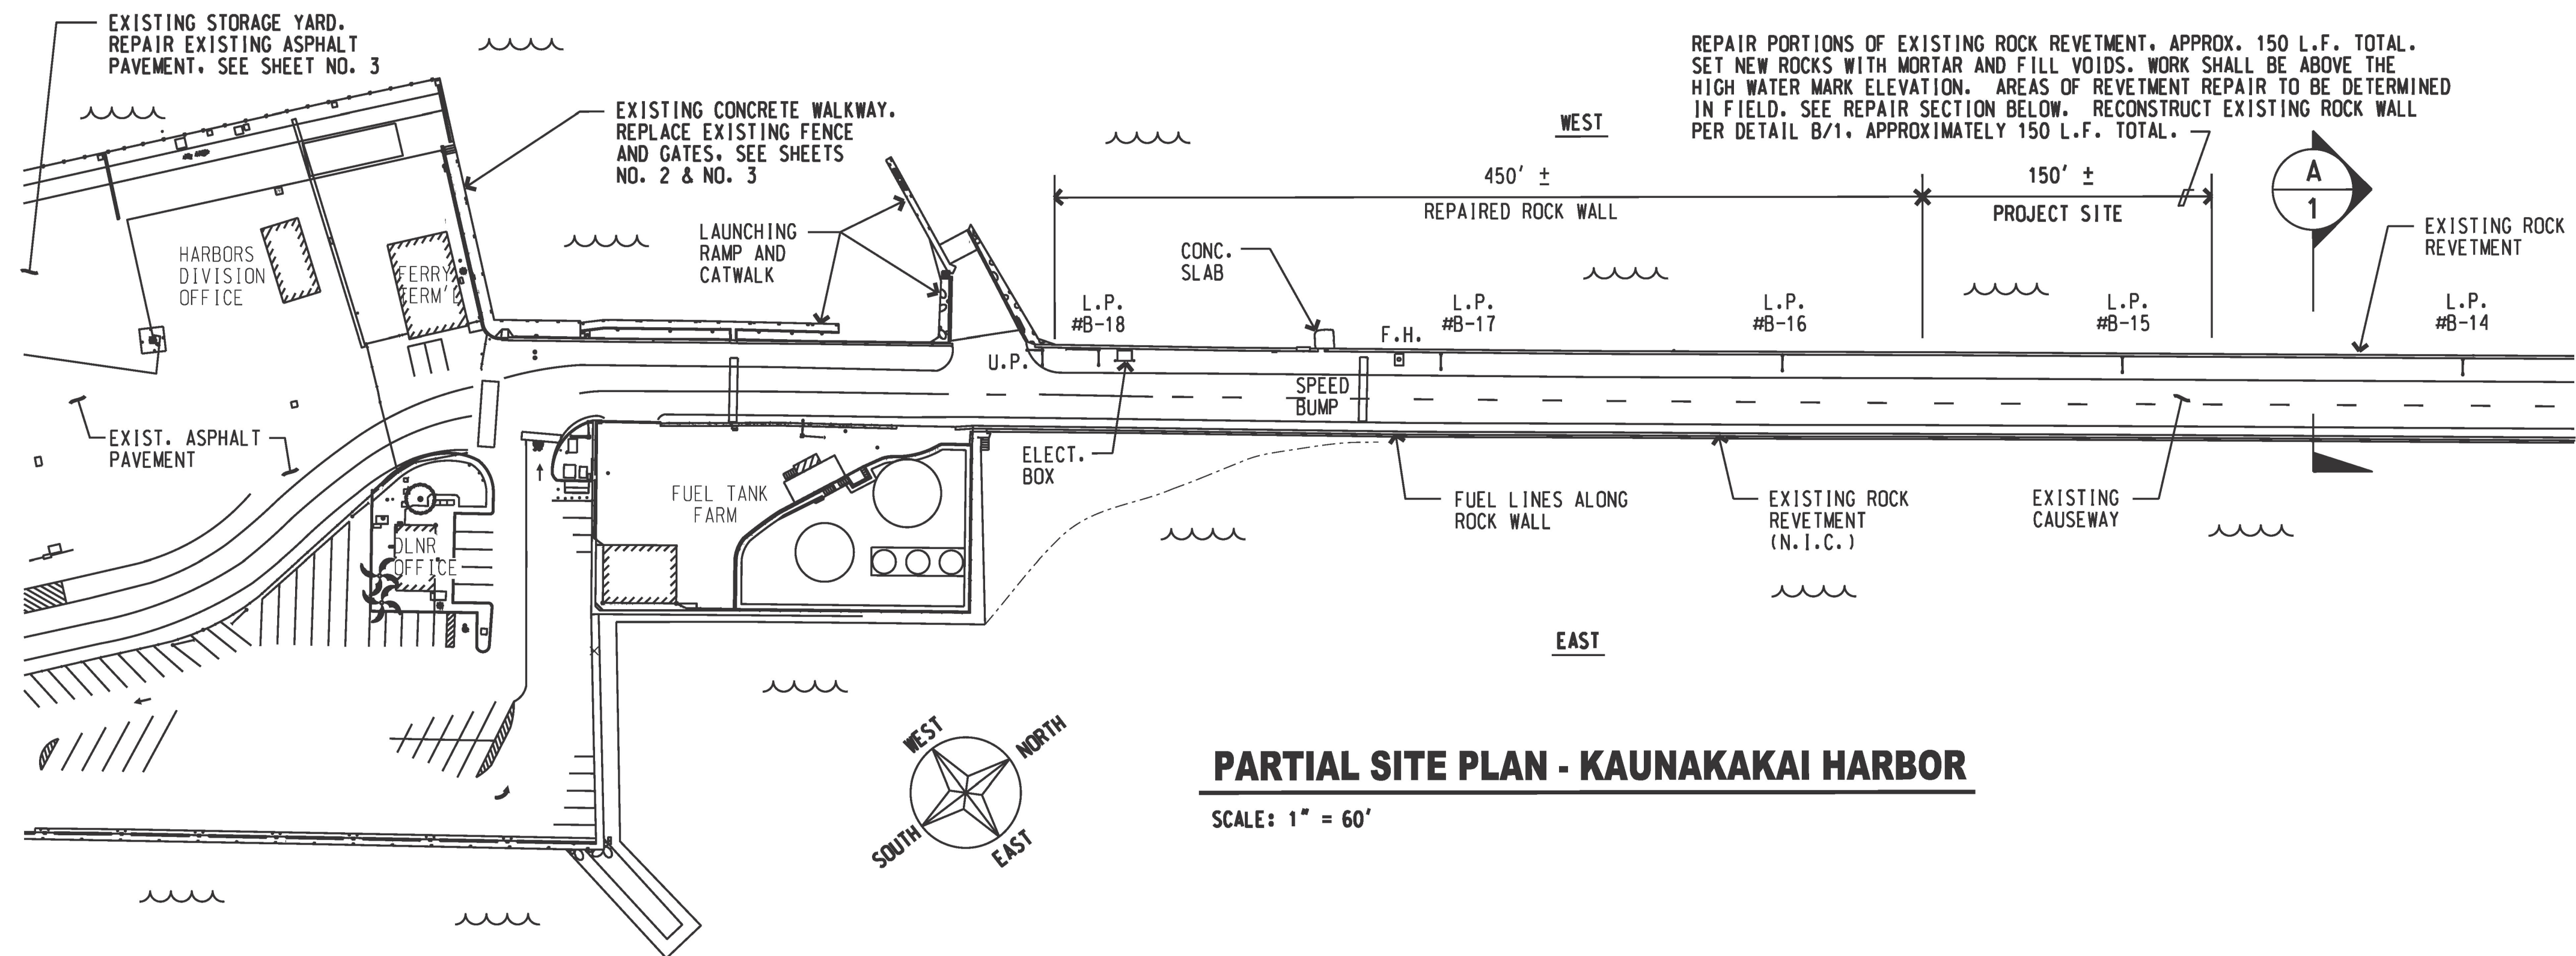 EXISTING STORAGE YARD.
REPAIR EXISTING ASPHALT
PAVEMENT. SEE SHEET NO. 3
EXISTING CONCRETE WALKWAY.
REPLACE EXISTING FENCE
AND GATES. SEE SHEETS
NO. 2 & NO. 3
WEST
REPAIR PORTIONS OF EXISTING ROCK REVETMENT. APPROX. 150 L.F. TOTAL.
SET NEW ROCKS WITH MORTAR AND FILL VOIDS. WORK SHALL BE ABOVE THE
HIGH WATER MARK ELEVATION. AREAS OF REVETMENT REPAIR TO BE DETERMINED
IN FIELD. SEE REPAIR SECTION BELOW. RECONSTRUCT EXISTING ROCK WALL
PER DETAIL B/1. APPROXIMATELY 150 L.F. TOTAL.
450' ±
REPAIRED ROCK WALL
150' ±
PROJECT SITE
A
1
EXISTING ROCK
REVETMENT
HARBORS
DIVISION
OFFICE
FERRY
TERM'L
LAUNCHING
RAMP AND
CATWALK
CONC.
SLAB
L.P.
#B-18
L.P.
#B-17
L.P.
#B-16
L.P.
#B-15
L.P.
#B-14
F.H.
U.P.
SPEED
BUMP
EXIST. ASPHALT
PAVEMENT
ELECT.
BOX
FUEL TANK
FARM
FUEL LINES ALONG
ROCK WALL
EXISTING ROCK
REVETMENT
(N.I.C.)
EXISTING
CAUSEWAY
DLNR
OFFICE
EAST
WEST
NORTH
SOUTH
EAST
PARTIAL SITE PLAN - KAUNAKAKAI HARBOR
SCALE: 1" = 60'